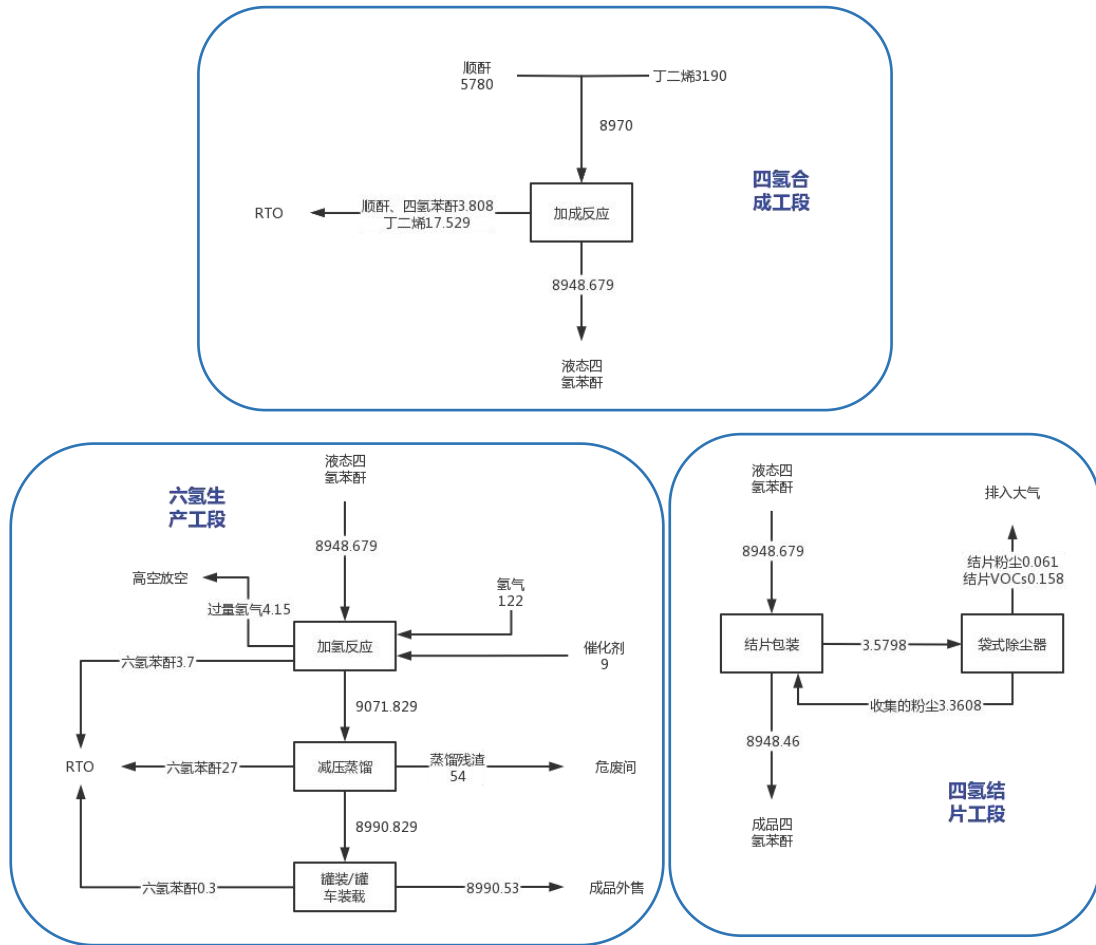 顺酐
5780
丁二烯3190
8970
四氢合
成工段
RTO
顺酐、四氢苯酐3.808
丁二烯17.529
加成反应
8948.679
液态四
氢苯酐
六氢生
产工段
液态四
氢苯酐
8948.679
高空放空
过量氢气4.15
氢气
122
加氢反应
催化剂
9
六氢苯酐3.7
9071.829
RTO
六氢苯酐27
减压蒸馏
蒸馏残渣
54
危废间
8990.829
六氢苯酐0.3
罐装/罐
车装载
8990.53
成品外售
液态四
氢苯酐
排入大气
8948.679
结片粉尘0.061
结片VOCs0.158
结片包装
3.5798
袋式除尘器
收集的粉尘3.3608
8948.46
四氢结
片工段
成品四
氢苯酐